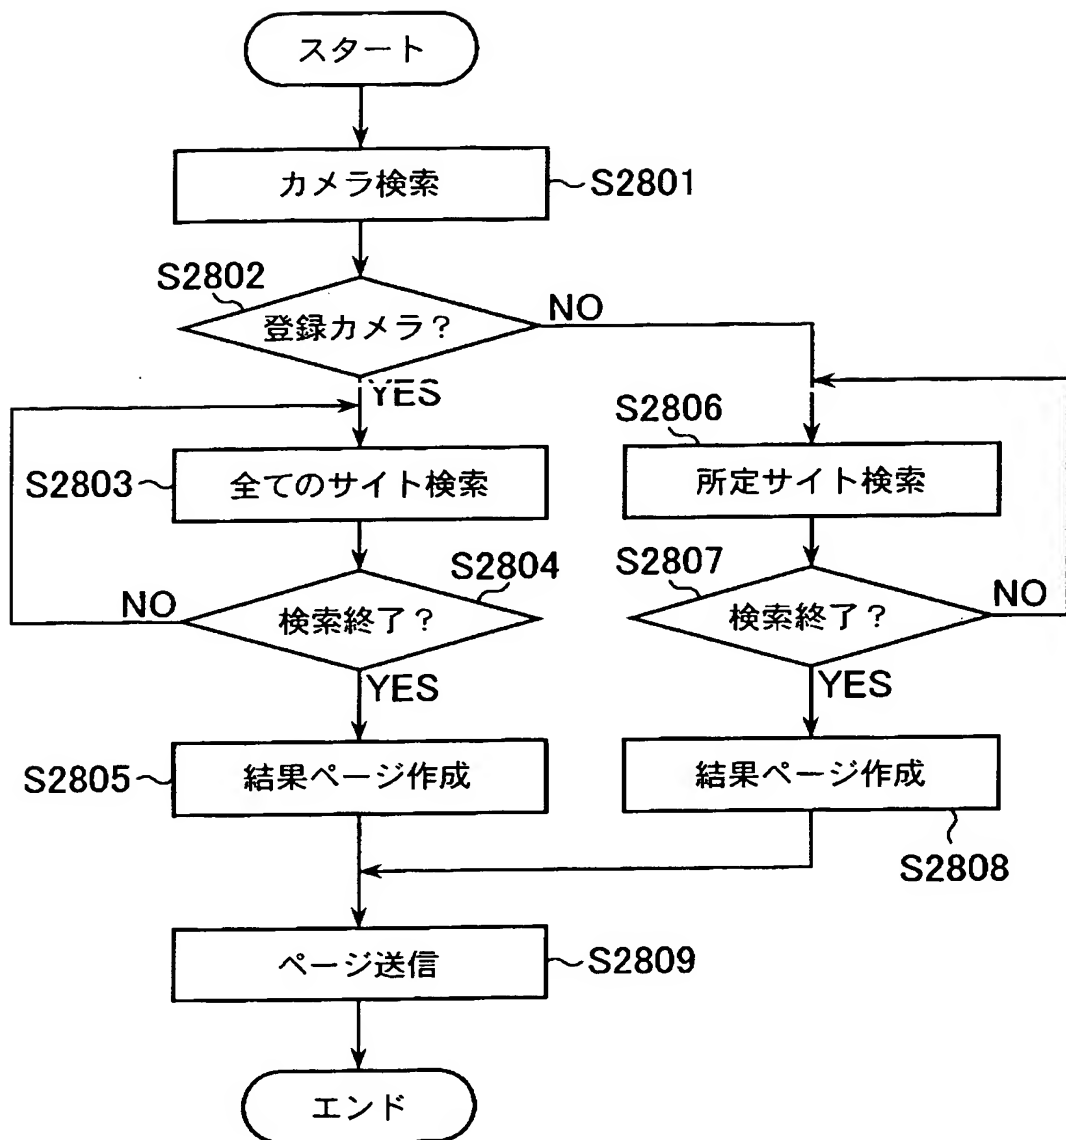 スタート
カメラ検索
S2801
S2802
登録カメラ?
NO
YES
S2803
全てのサイト検索
S2804
NO
検索終了?
YES
S2805
結果ページ作成
S2806
所定サイト検索
S2807
検索終了?
NO
YES
結果ページ作成
S2808
ページ送信
S2809
エンド